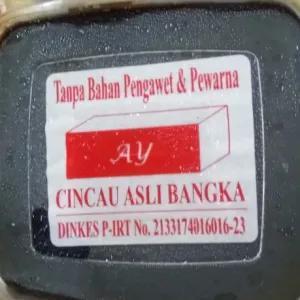 Tanpa Bahan Pengawet & Pewarna
AY
CINCAU ASLI BANGKA
DINKES P-IRT No. 2133174016016-23